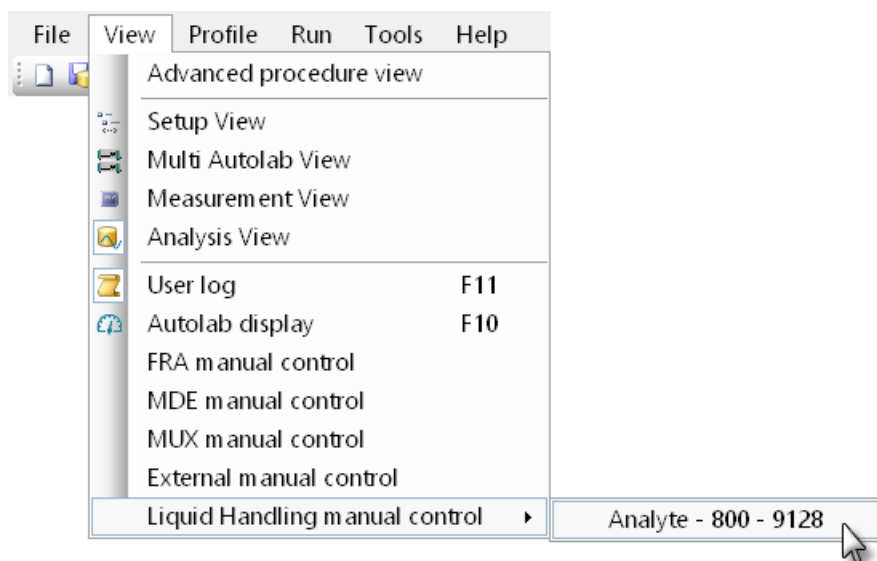 File View Profile Run Tools Help
Advanced procedure view
Setup View
Multi Autolab View
Measurement View
Analysis View
User log F11
Autolab display F10
FRA manual control
MDE manual control
MUX manual control
External manual control
Liquid Handling manual control Analyte - 800 - 9128